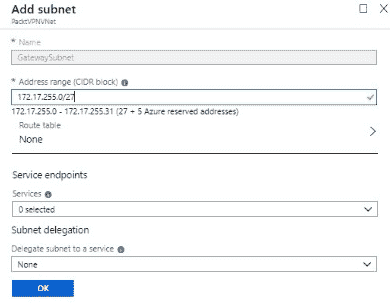 Add subnet
PacktVPNVNet
* Name
GatewaySubnet
* Address range (CIDR block)
172.17.255.0/27
172.17.255.0 - 172.17.255.31 (27 + 5 Azure reserved addresses)
Route table
None
Service endpoints
Services
0 selected
Subnet delegation
Delegate subnet to a service
None
OK